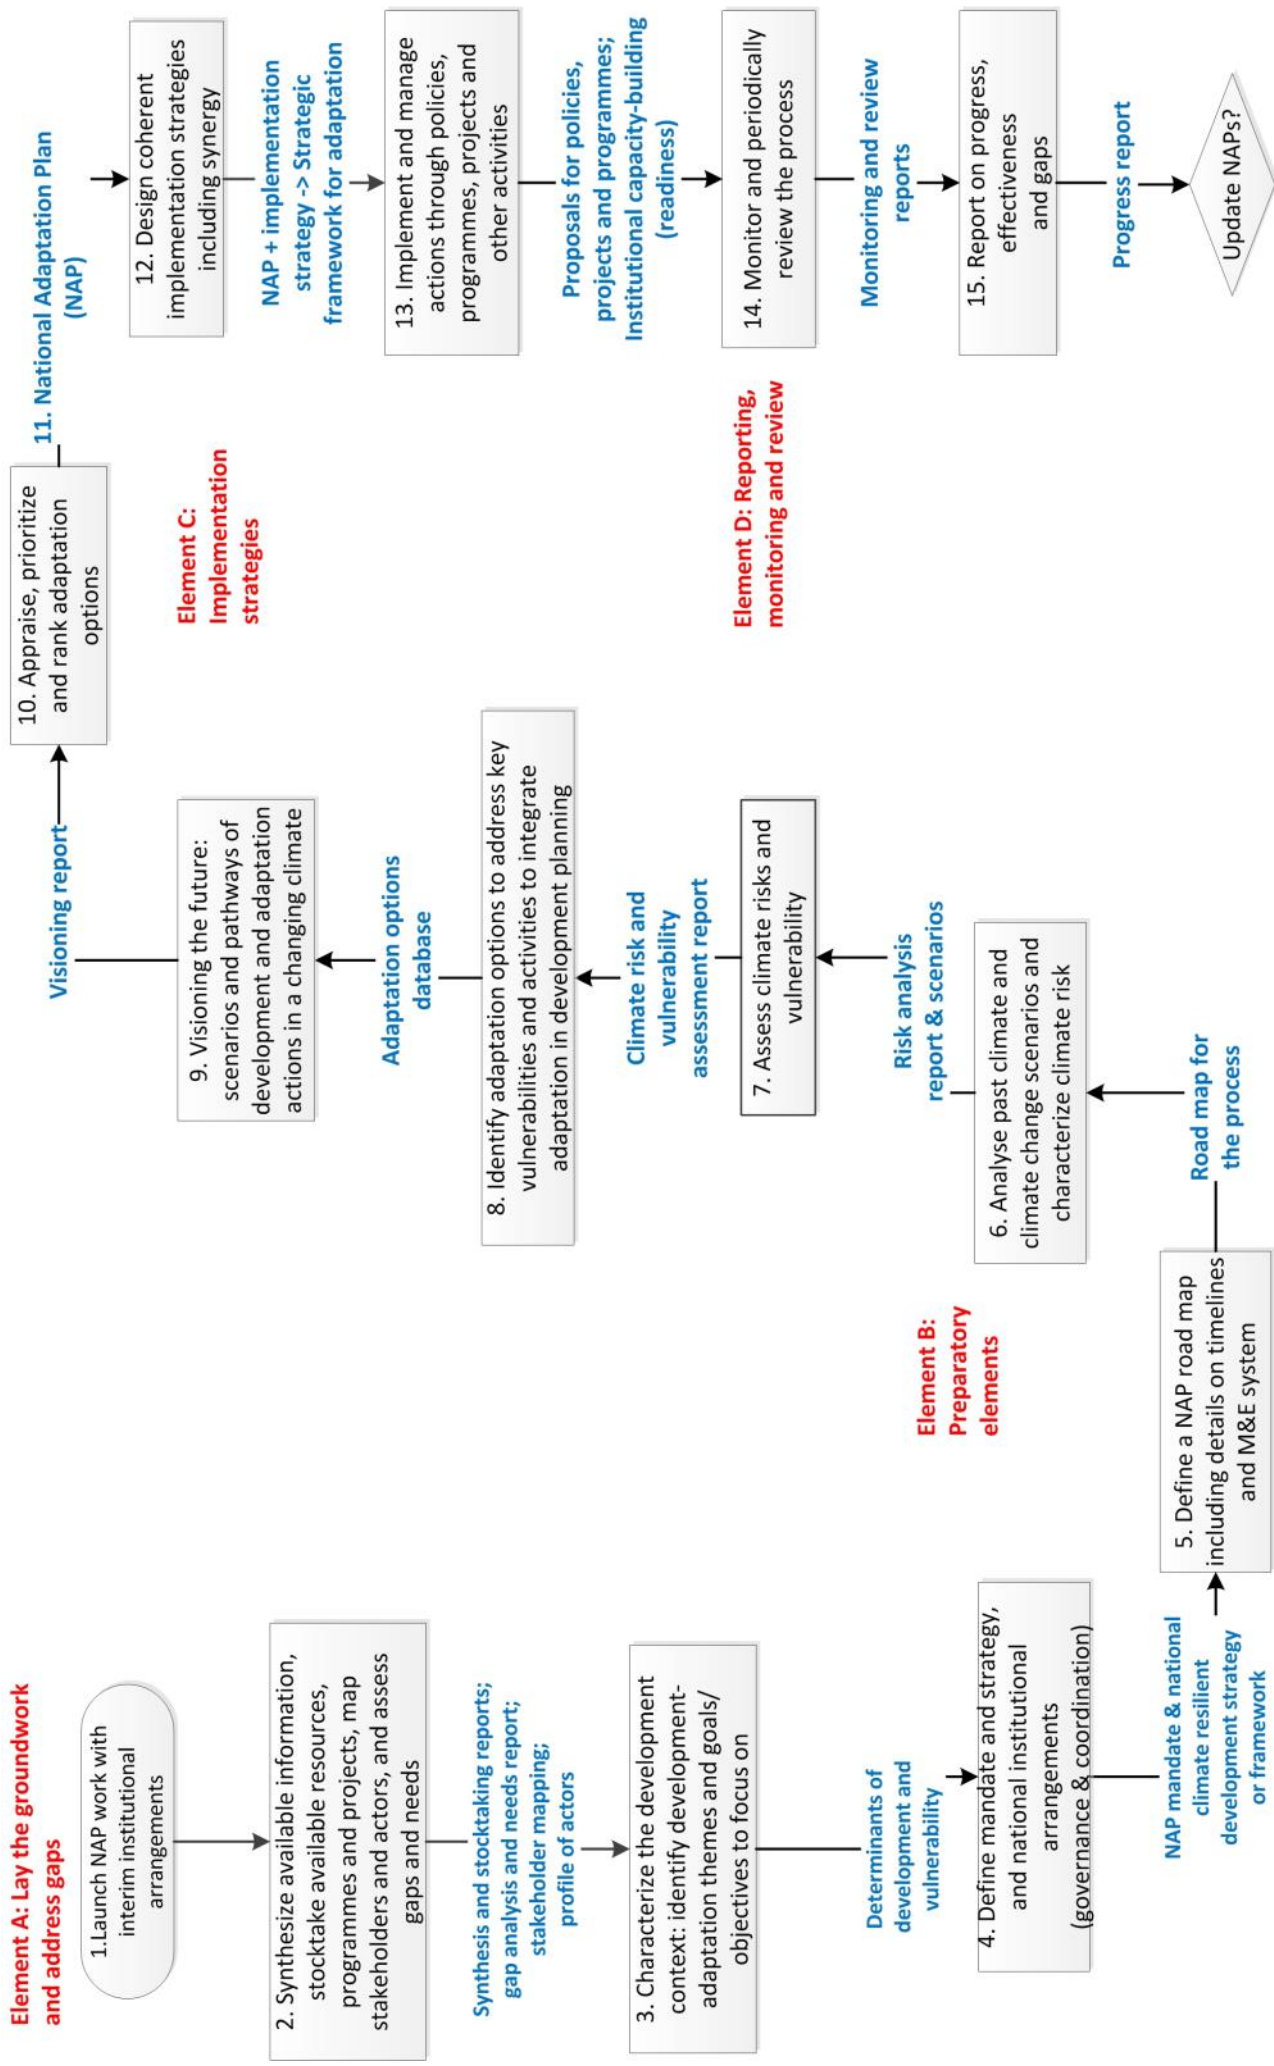 Element A: Lay the groundwork
and address gaps
1.Launch NAP work with
interim institutional
arrangements
2. Synthesize available information,
stocktake available resources,
programmes and projects, map
stakeholders and actors, and assess
gaps and needs
Synthesis and stocktaking reports;
gap analysis and needs report;
stakeholder mapping;
profile of actors
3. Characterize the development
context: identify development-
adaptation themes and goals/
objectives to focus on
Determinants of
development and
vulnerability
4. Define mandate and strategy,
and national institutional
arrangements
(governance & coordination)
NAP mandate & national
climate resilient
development strategy
or framework
5. Define a NAP road map
including details on timelines
and M&E system
Road map for
the process
Element B:
Preparatory
elements
6. Analyse past climate and
climate change scenarios and
characterize climate risk
Risk analysis
report & scenarios
7. Assess climate risks and
vulnerability
Climate risk and
vulnerability
assessment report
8. Identify adaptation options to address key
vulnerabilities and activities to integrate
adaptation in development planning
Adaptation options
database
9. Visioning the future:
scenarios and pathways of
development and adaptation
actions in a changing climate
Visioning report
10. Appraise, prioritize
and rank adaptation
options
11. National Adaptation Plan
(NAP)
Element C:
Implementation
strategies
12. Design coherent
implementation strategies
including synergy
NAP + implementation
strategy -> Strategic
framework for adaptation
13. Implement and manage
actions through policies,
programmes, projects and
other activities
Proposals for policies,
projects and programmes;
Institutional capacity-building
(readiness)
Element D: Reporting,
monitoring and review
14. Monitor and periodically
review the process
Monitoring and review
reports
15. Report on progress,
effectiveness
and gaps
Progress report
Update NAPs?